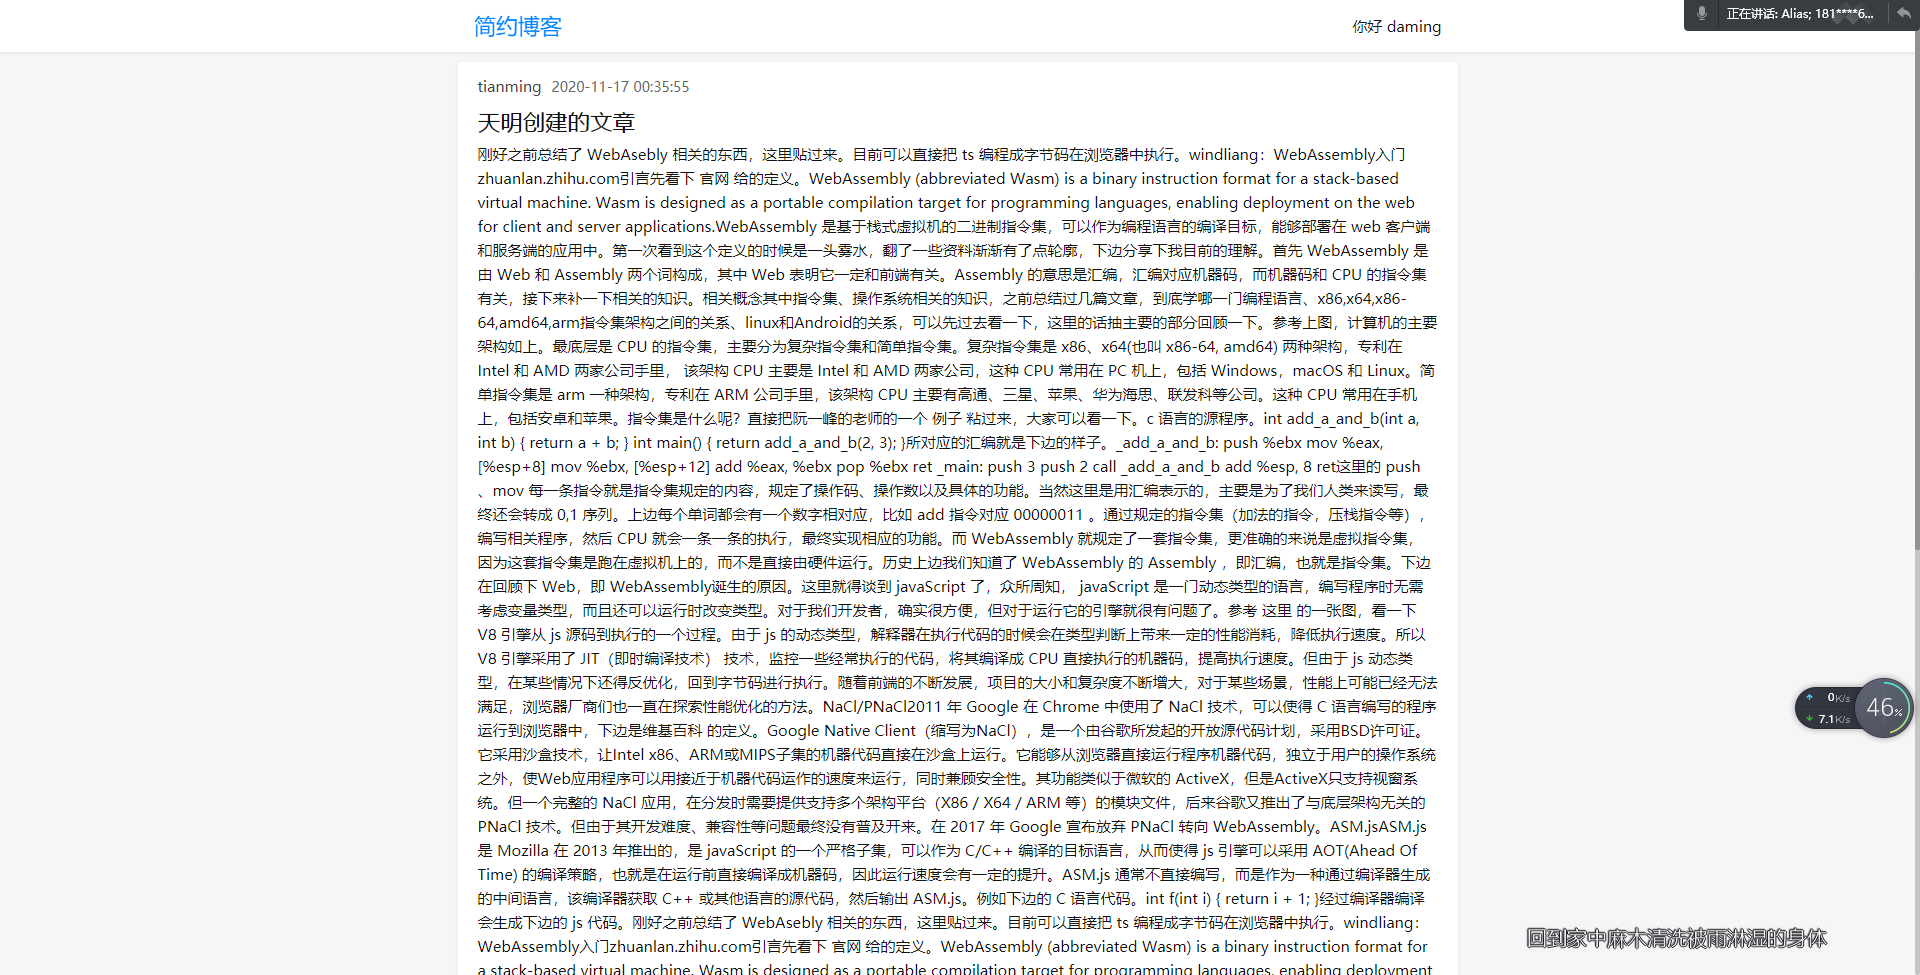 简约博客
你好 daming
正在讲话: Alias; 181****6...
tianming 2020-11-17 00:35:55
天明创建的文章
刚好之前总结了 WebAsebly 相关的东西，这里贴过来。目前可以直接把 ts 编程成字节码在浏览器中执行。windliang：WebAssembly入门
zhuanlan.zhihu.com引言先看下 官网 给的定义。WebAssembly (abbreviated Wasm) is a binary instruction format for a stack-based
virtual machine. Wasm is designed as a portable compilation target for programming languages, enabling deployment on the web
for client and server applications.WebAssembly 是基于栈式虚拟机的二进制指令集，可以作为编程语言的编译目标，能够部署在 web 客户端
和服务端的应用中。第一次看到这个定义的时候是一头雾水，翻了一些资料渐渐有了点轮廓，下边分享下我目前的理解。首先 WebAssembly 是
由 Web 和 Assembly 两个词构成，其中 Web 表明它一定和前端有关。Assembly 的意思是汇编，汇编对应机器码，而机器码和 CPU 的指令集
有关，接下来补一下相关的知识。相关概念其中指令集、操作系统相关的知识，之前总结过几篇文章，到底学哪一门编程语言、x86,x64,x86-
64,amd64,arm指令集架构之间的关系、linux和Android的关系，可以先过去看一下，这里的话抽主要的部分回顾一下。参考上图，计算机的主要
架构如上。最底层是 CPU 的指令集，主要分为复杂指令集和简单指令集。复杂指令集是 x86、x64(也叫 x86-64, amd64) 两种架构，专利在
Intel 和 AMD 两家公司手里， 该架构 CPU 主要是 Intel 和 AMD 两家公司，这种 CPU 常用在 PC 机上，包括 Windows，macOS 和 Linux。简
单指令集是 arm 一种架构，专利在 ARM 公司手里，该架构 CPU 主要有高通、三星、苹果、华为海思、联发科等公司。这种 CPU 常用在手机
上，包括安卓和苹果。指令集是什么呢？直接把阮一峰的老师的一个 例子 粘过来，大家可以看一下。c 语言的源程序。int add_a_and_b(int a,
int b) { return a + b; } int main() { return add_a_and_b(2, 3); }所对应的汇编就是下边的样子。_add_a_and_b: push %ebx mov %eax,
[%esp+8] mov %ebx, [%esp+12] add %eax, %ebx pop %ebx ret _main: push 3 push 2 call _add_a_and_b add %esp, 8 ret这里的 push
、mov 每一条指令就是指令集规定的内容，规定了操作码、操作数以及具体的功能。当然这里是用汇编表示的，主要是为了我们人类来读写，最
终还会转成 0,1 序列。上边每个单词都会有一个数字相对应，比如 add 指令对应 00000011 。通过规定的指令集（加法的指令，压栈指令等），
编写相关程序，然后 CPU 就会一条一条的执行，最终实现相应的功能。而 WebAssembly 就规定了一套指令集，更准确的来说是虚拟指令集，
因为这套指令集是跑在虚拟机上的，而不是直接由硬件运行。历史上边我们知道了 WebAssembly 的 Assembly ，即汇编，也就是指令集。下边
在回顾下 Web，即 WebAssembly诞生的原因。这里就得谈到 javaScript 了，众所周知， javaScript 是一门动态类型的语言，编写程序时无需
考虑变量类型，而且还可以运行时改变类型。对于我们开发者，确实很方便，但对于运行它的引擎就很有问题了。参考 这里 的一张图，看一下
V8 引擎从 js 源码到执行的一个过程。由于 js 的动态类型，解释器在执行代码的时候会在类型判断上带来一定的性能消耗，降低执行速度。所以
V8 引擎采用了 JIT（即时编译技术） 技术，监控一些经常执行的代码，将其编译成 CPU 直接执行的机器码，提高执行速度。但由于 js 动态类
型，在某些情况下还得反优化，回到字节码进行执行。随着前端的不断发展，项目的大小和复杂度不断增大，对于某些场景，性能上可能已经无法
满足，浏览器厂商们也一直在探索性能优化的方法。NaCl/PNaCl2011 年 Google 在 Chrome 中使用了 NaCl 技术，可以使得 C 语言编写的程序
运行到浏览器中，下边是维基百科 的定义。Google Native Client（缩写为NaCl），是一个由谷歌所发起的开放源代码计划，采用BSD许可证。
它采用沙盒技术，让Intel x86、ARM或MIPS子集的机器代码直接在沙盒上运行。它能够从浏览器直接运行程序机器代码，独立于用户的操作系统
之外，使Web应用程序可以用接近于机器代码运作的速度来运行，同时兼顾安全性。其功能类似于微软的 ActiveX，但是ActiveX只支持视窗系
统。但一个完整的 NaCl 应用，在分发时需要提供支持多个架构平台（X86 / X64 / ARM 等）的模块文件，后来谷歌又推出了与底层架构无关的
PNaCl 技术。但由于其开发难度、兼容性等问题最终没有普及开来。在 2017 年 Google 宣布放弃 PNaCl 转向 WebAssembly。ASM.jsASM.js
是 Mozilla 在 2013 年推出的，是 javaScript 的一个严格子集，可以作为 C/C++ 编译的目标语言，从而使得 js 引擎可以采用 AOT(Ahead Of
Time) 的编译策略，也就是在运行前直接编译成机器码，因此运行速度会有一定的提升。ASM.js 通常不直接编写，而是作为一种通过编译器生成
的中间语言，该编译器获取 C++ 或其他语言的源代码，然后输出 ASM.js。例如下边的 C 语言代码。int f(int i) { return i + 1; }经过编译器编译
会生成下边的 js 代码。刚好之前总结了 WebAsebly 相关的东西，这里贴过来。目前可以直接把 ts 编程成字节码在浏览器中执行。windliang：
WebAssembly入门zhuanlan.zhihu.com引言先看下 官网 给的定义。WebAssembly (abbreviated Wasm) is a binary instruction format for
a stack-based virtual machine. Wasm is designed as a portable compilation target for programming languages, enabling deployment
0K/s
7.1K/s
46%
回到家中麻木清洗被雨淋湿的身体